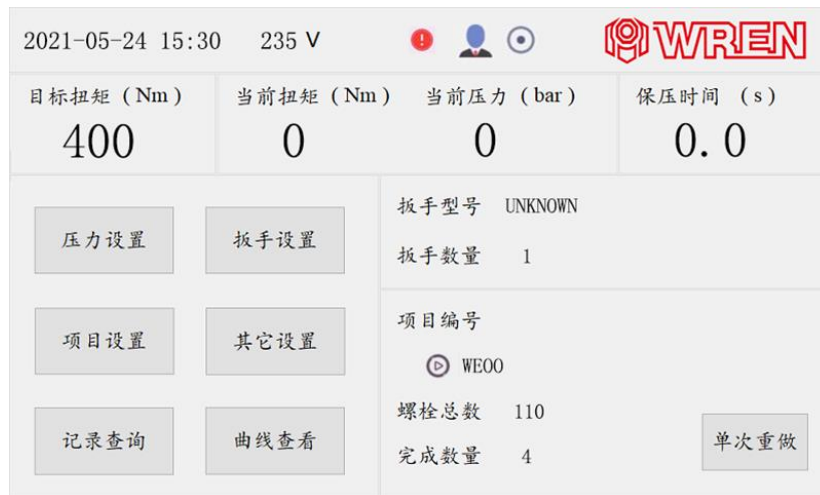 2021-05-24 15:30 235 V WREN
目标扭矩 (Nm) 当前扭矩 (Nm) 当前压力 (bar) 保压时间 (s)
400 0 0 0.0
压力设置 扳手设置
扳手型号 UNKNOWN
扳手数量 1
项目设置 其它设置
项目编号
WEOO
记录查询 曲线查看
螺栓总数 110
完成数量 4
单次重做